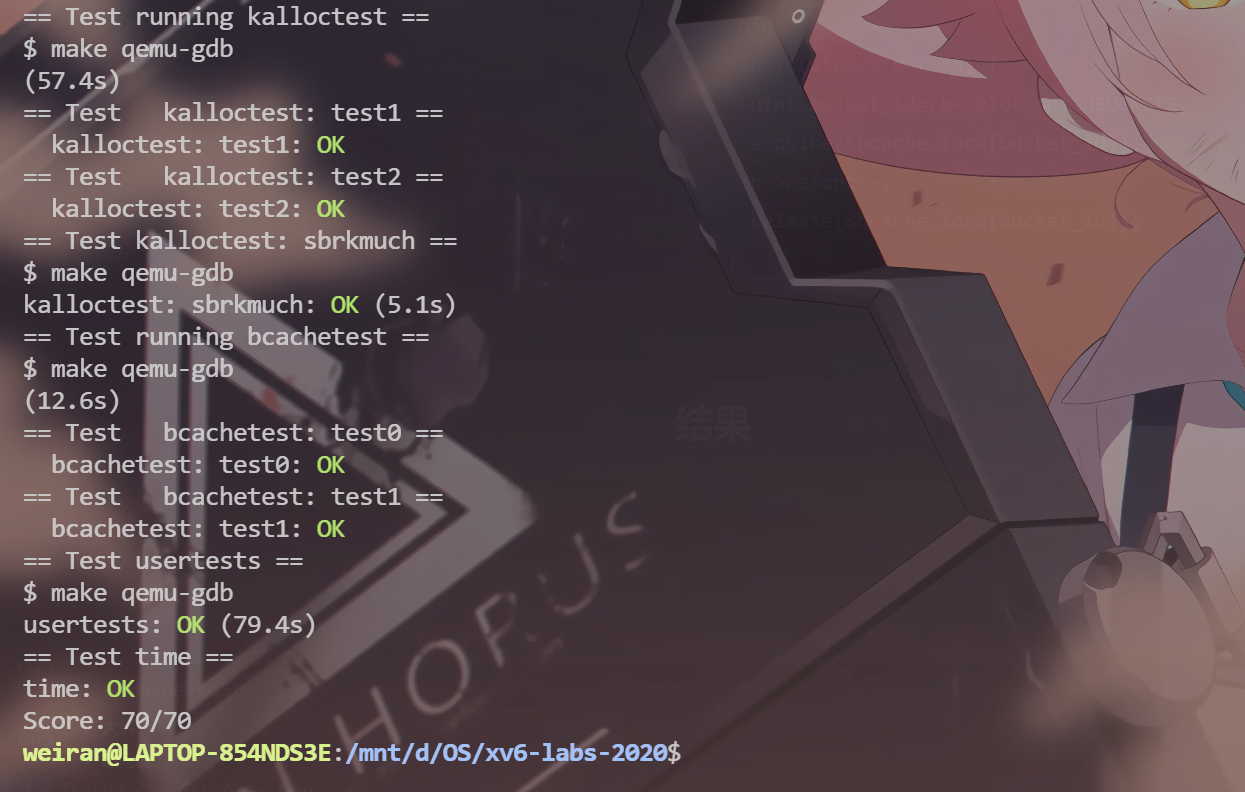 == Test running kalloctest ==
$ make qemu-gdb
(57.4s)
== Test   kalloctest: test1 ==
  kalloctest: test1: OK
== Test   kalloctest: test2 ==
  kalloctest: test2: OK
== Test kalloctest: sbrkmuch ==
$ make qemu-gdb
kalloctest: sbrkmuch: OK (5.1s)
== Test running bcachetest ==
$ make qemu-gdb
(12.6s)
== Test   bcachetest: test0 ==
  bcachetest: test0: OK
== Test   bcachetest: test1 ==
  bcachetest: test1: OK
== Test usertests ==
$ make qemu-gdb
usertests: OK (79.4s)
== Test time ==
time: OK
Score: 70/70
weiran@LAPTOP-854NDS3E:/mnt/d/OS/xv6-labs-2020$
结果